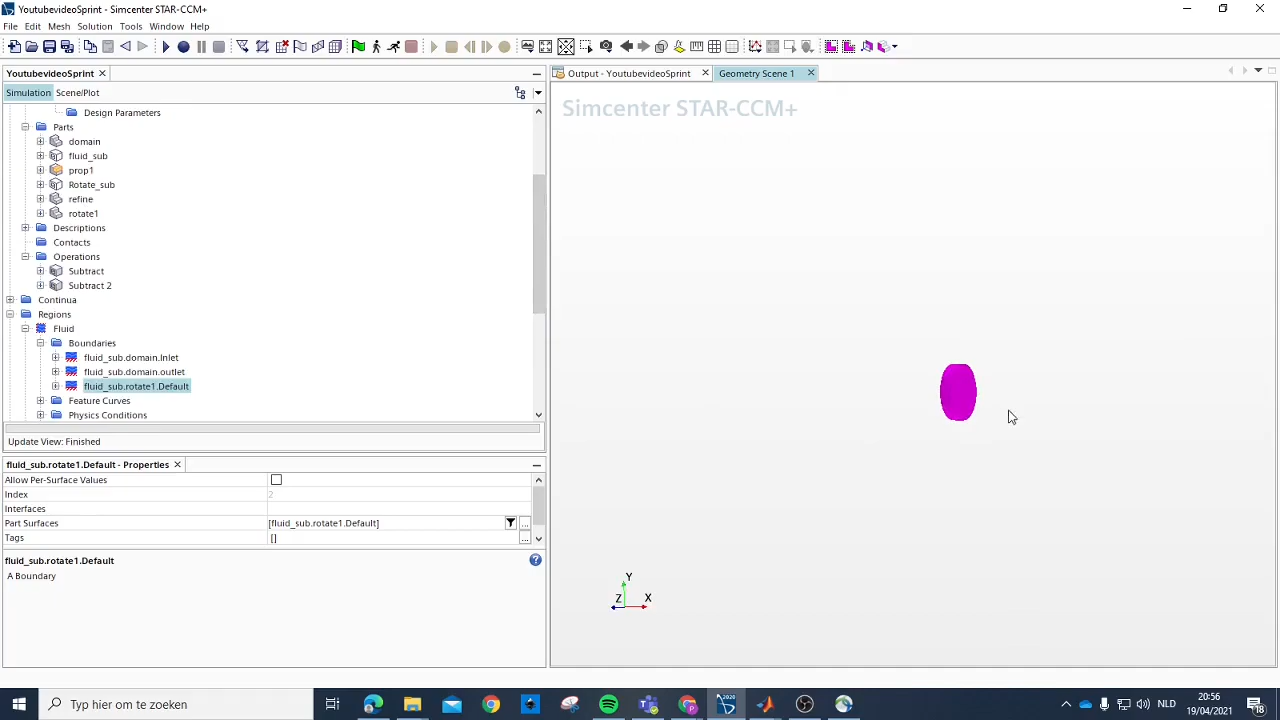 YoutubevideoSprint - Simcenter STAR-CCM+
File Edit Mesh Solution Tools Window Help
YoutubevideoSprint
Output - YoutubevideoSprint
Geometry Scene 1
Simulation Scene/Plot
Design Parameters
Parts
domain
fluid_sub
prop1
Rotate_sub
refine
rotate1
Descriptions
Contacts
Operations
Subtract
Subtract 2
Continua
Regions
Fluid
Boundaries
fluid_sub.domain.Inlet
fluid_sub.domain.outlet
fluid_sub.rotate1.Default
Feature Curves
Physics Conditions
Update View: Finished
fluid_sub.rotate1.Default - Properties
Allow Per-Surface Values
Index 2
Interfaces
Part Surfaces [fluid_sub.rotate1.Default] ...
Tags [] ...
fluid_sub.rotate1.Default
A Boundary
Simcenter STAR-CCM+
Y
Z X
Typ hier om te zoeken
2020
NLD
20:56
19/04/2021
18